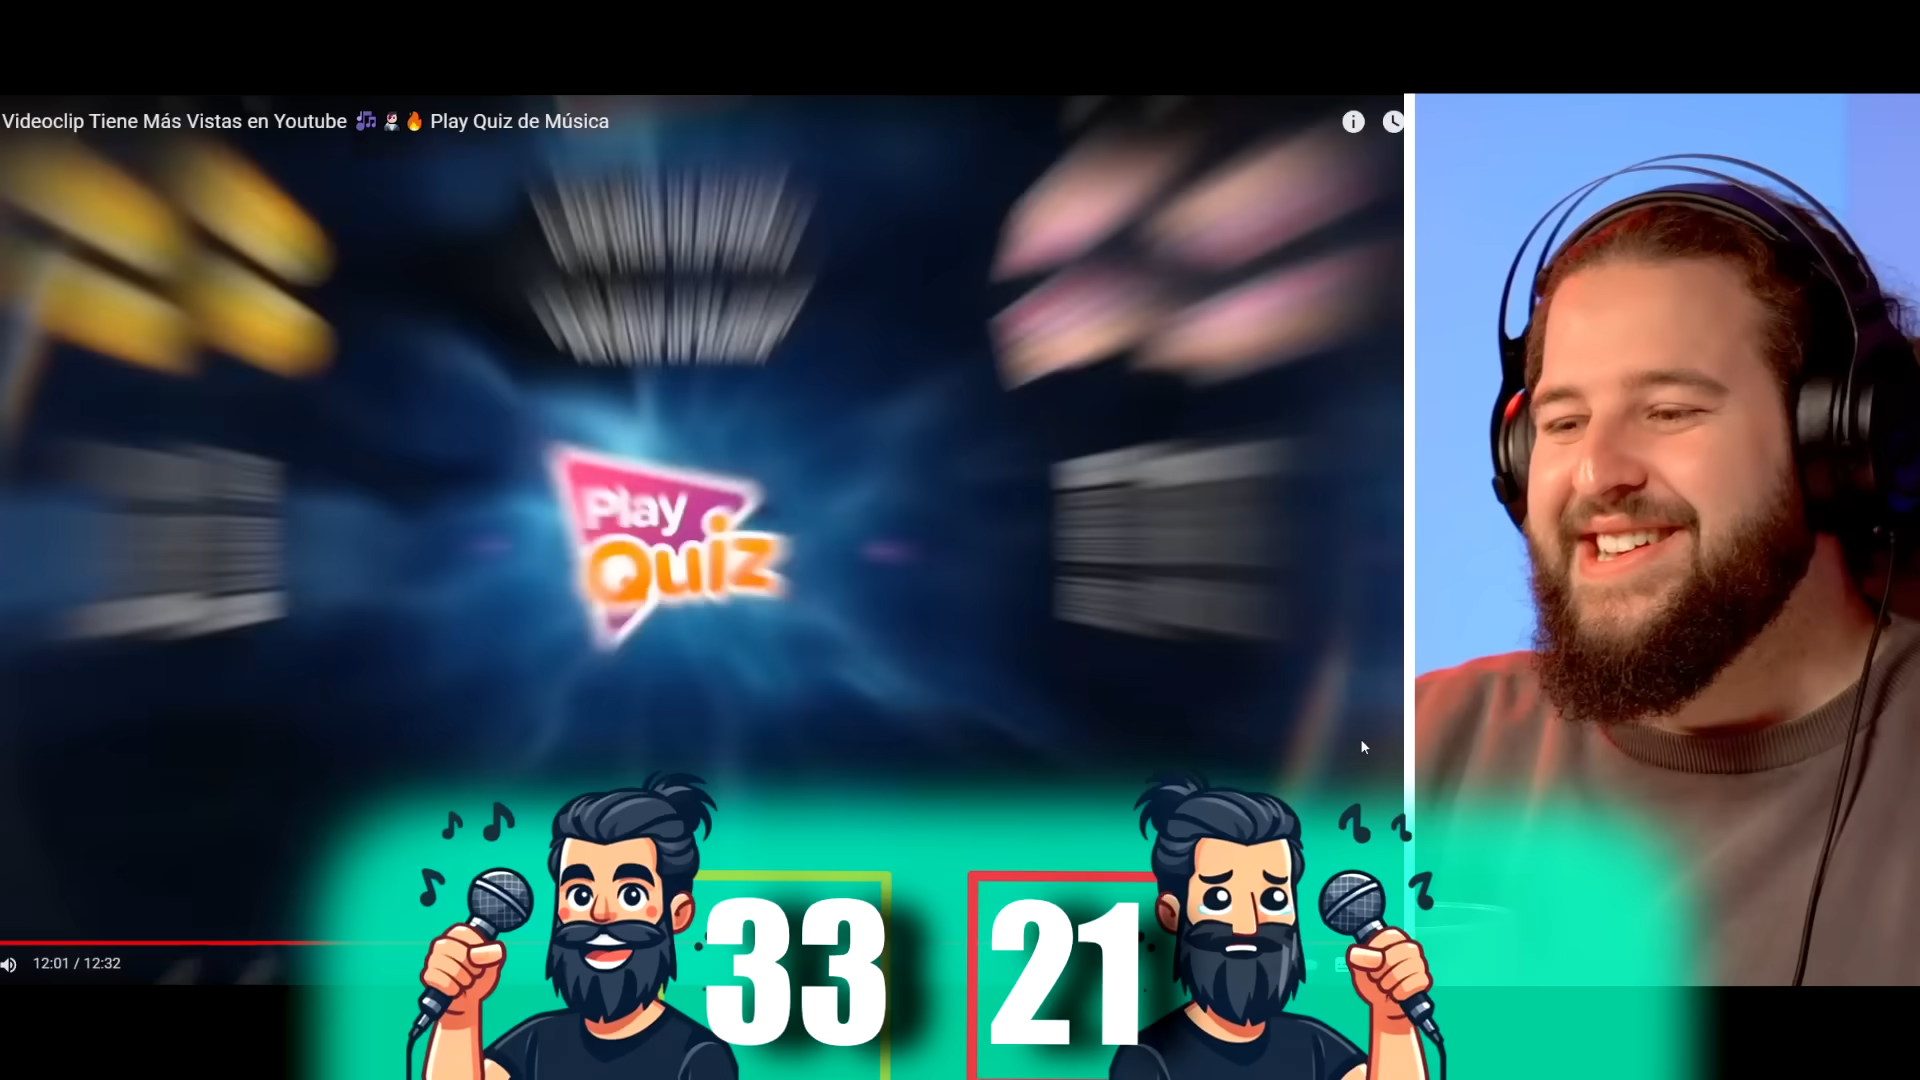 Videoclip Tiene Más Vistas en Youtube 🎶👨🏻‍🎤🔥 Play Quiz de Música
Play
Quiz
12:01 / 12:32
33
21